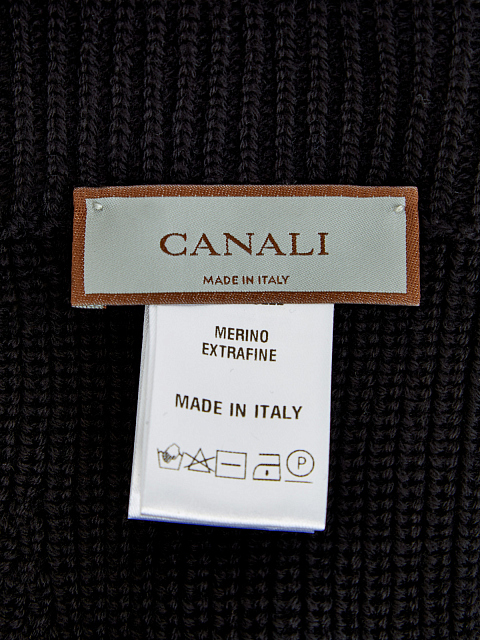 CANALI
MADE IN ITALY
MERINO
EXTRAFINE
MADE IN ITALY
P